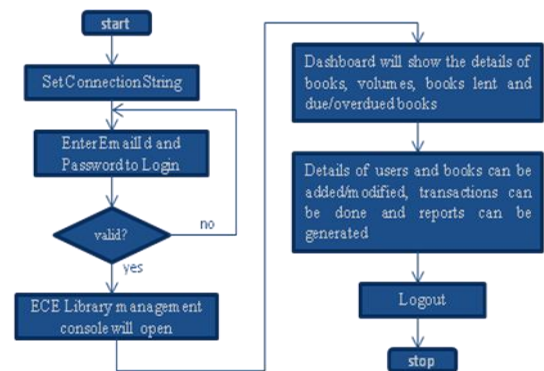 start
SetConnectionString
EnterEmailId and
Password to Login
valid?
no
yes
ECE Library management
console will open
Dashboard will show the details of
books, volumes, books lent and
due/overdued books
Details of users and books can be
added/modified, transactions can
be done and reports can be
generated
Logout
stop